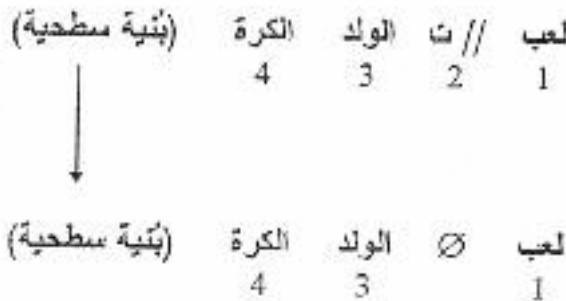 لعب // ت الولد الكرة (بُنية سطحية)
1 2 3 4
لعب ∅ الولد الكرة (بُنية سطحية)
1 3 4